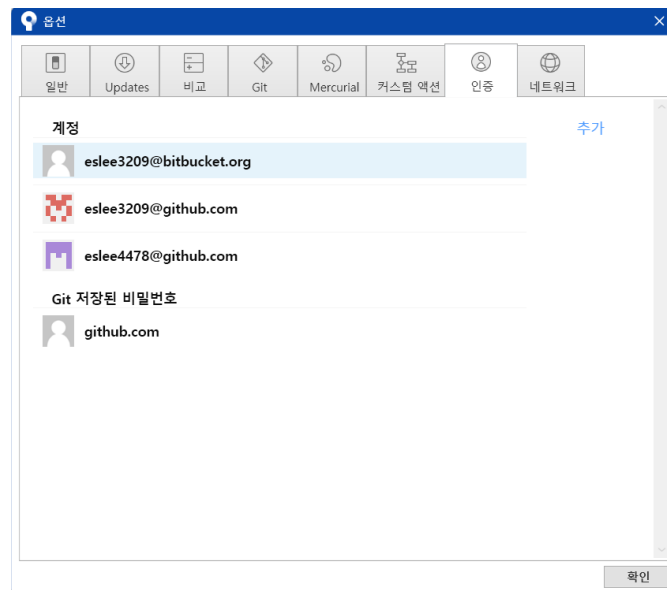 옵션
일반 Updates 비교 Git Mercurial 커스텀 액션 인증 네트워크
계정 추가
eslee3209@bitbucket.org
eslee3209@github.com
eslee4478@github.com
Git 저장된 비밀번호
github.com
확인